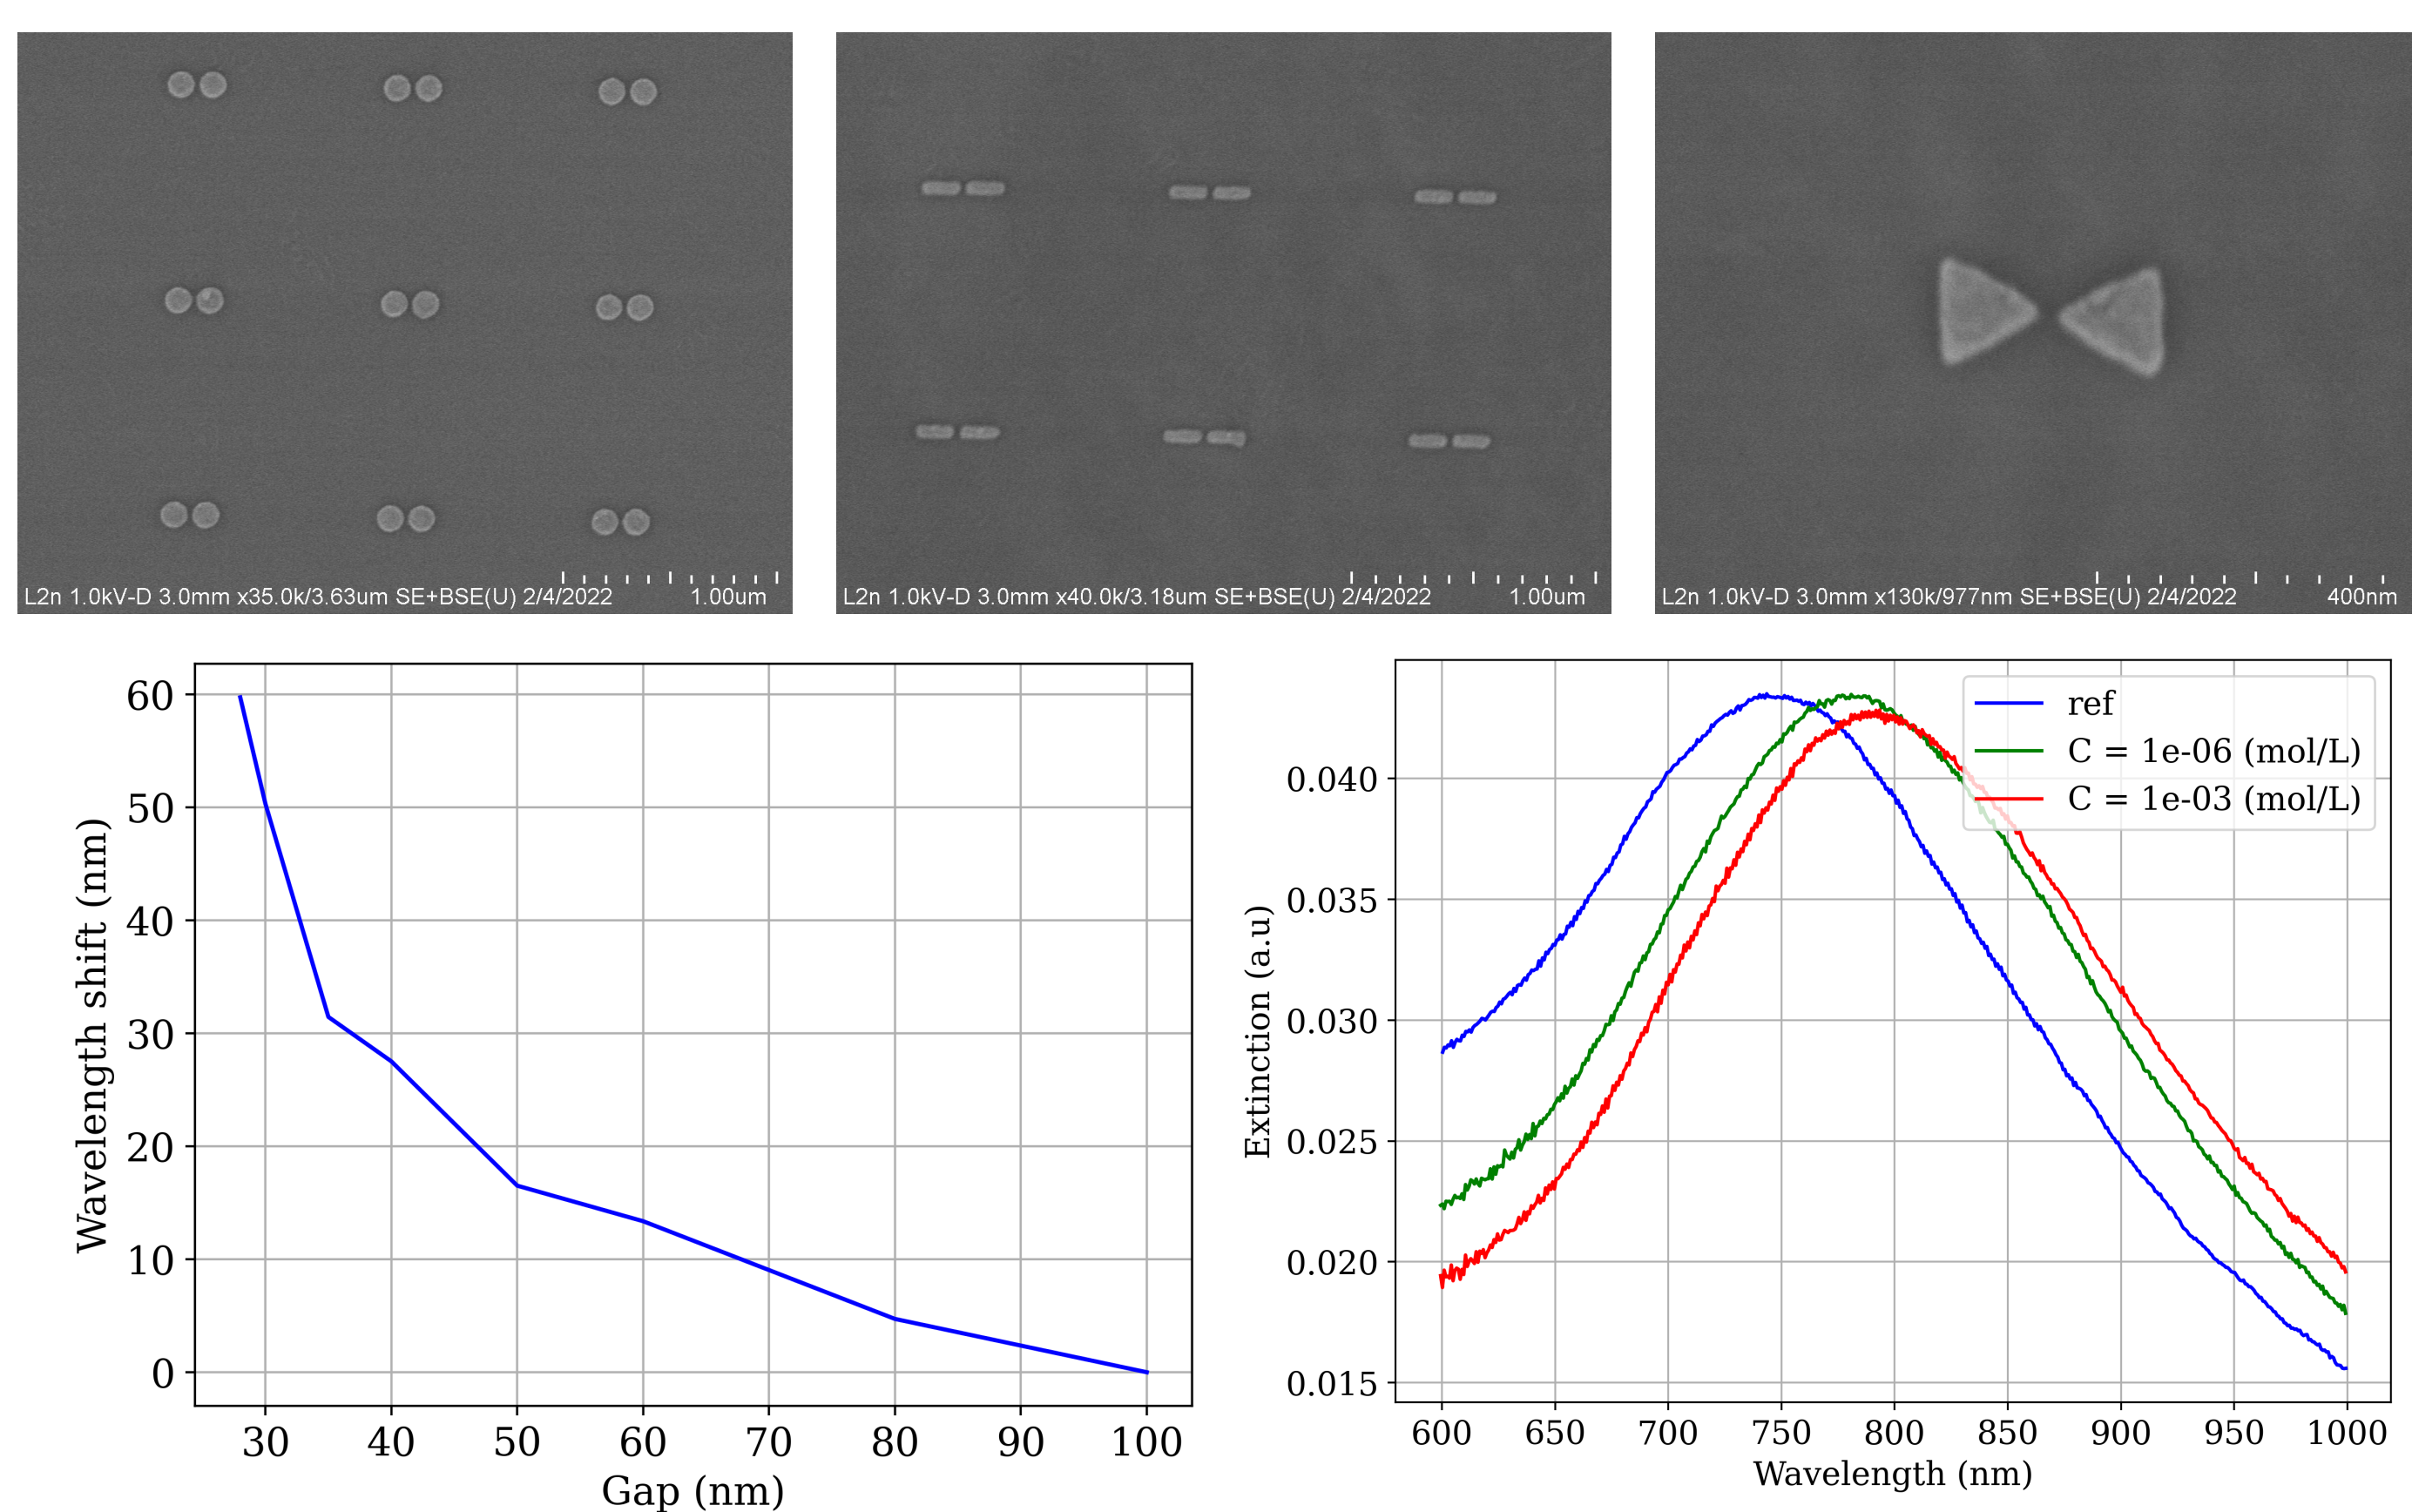 L2n 1.0kV-D 3.0mm x35.0k/3.63um SE+BSE(U) 2/4/2022 1.00um
L2n 1.0kV-D 3.0mm x40.0k/3.18um SE+BSE(U) 2/4/2022 1.00um
L2n 1.0kV-D 3.0mm x130k/977nm SE+BSE(U) 2/4/2022 400nm
Wavelength shift (nm)
60
50
40
30
20
10
0
30 40 50 60 70 80 90 100
Gap (nm)
Extinction (a.u)
0.040
0.035
0.030
0.025
0.020
0.015
ref
C = 1e-06 (mol/L)
C = 1e-03 (mol/L)
600 650 700 750 800 850 900 950 1000
Wavelength (nm)